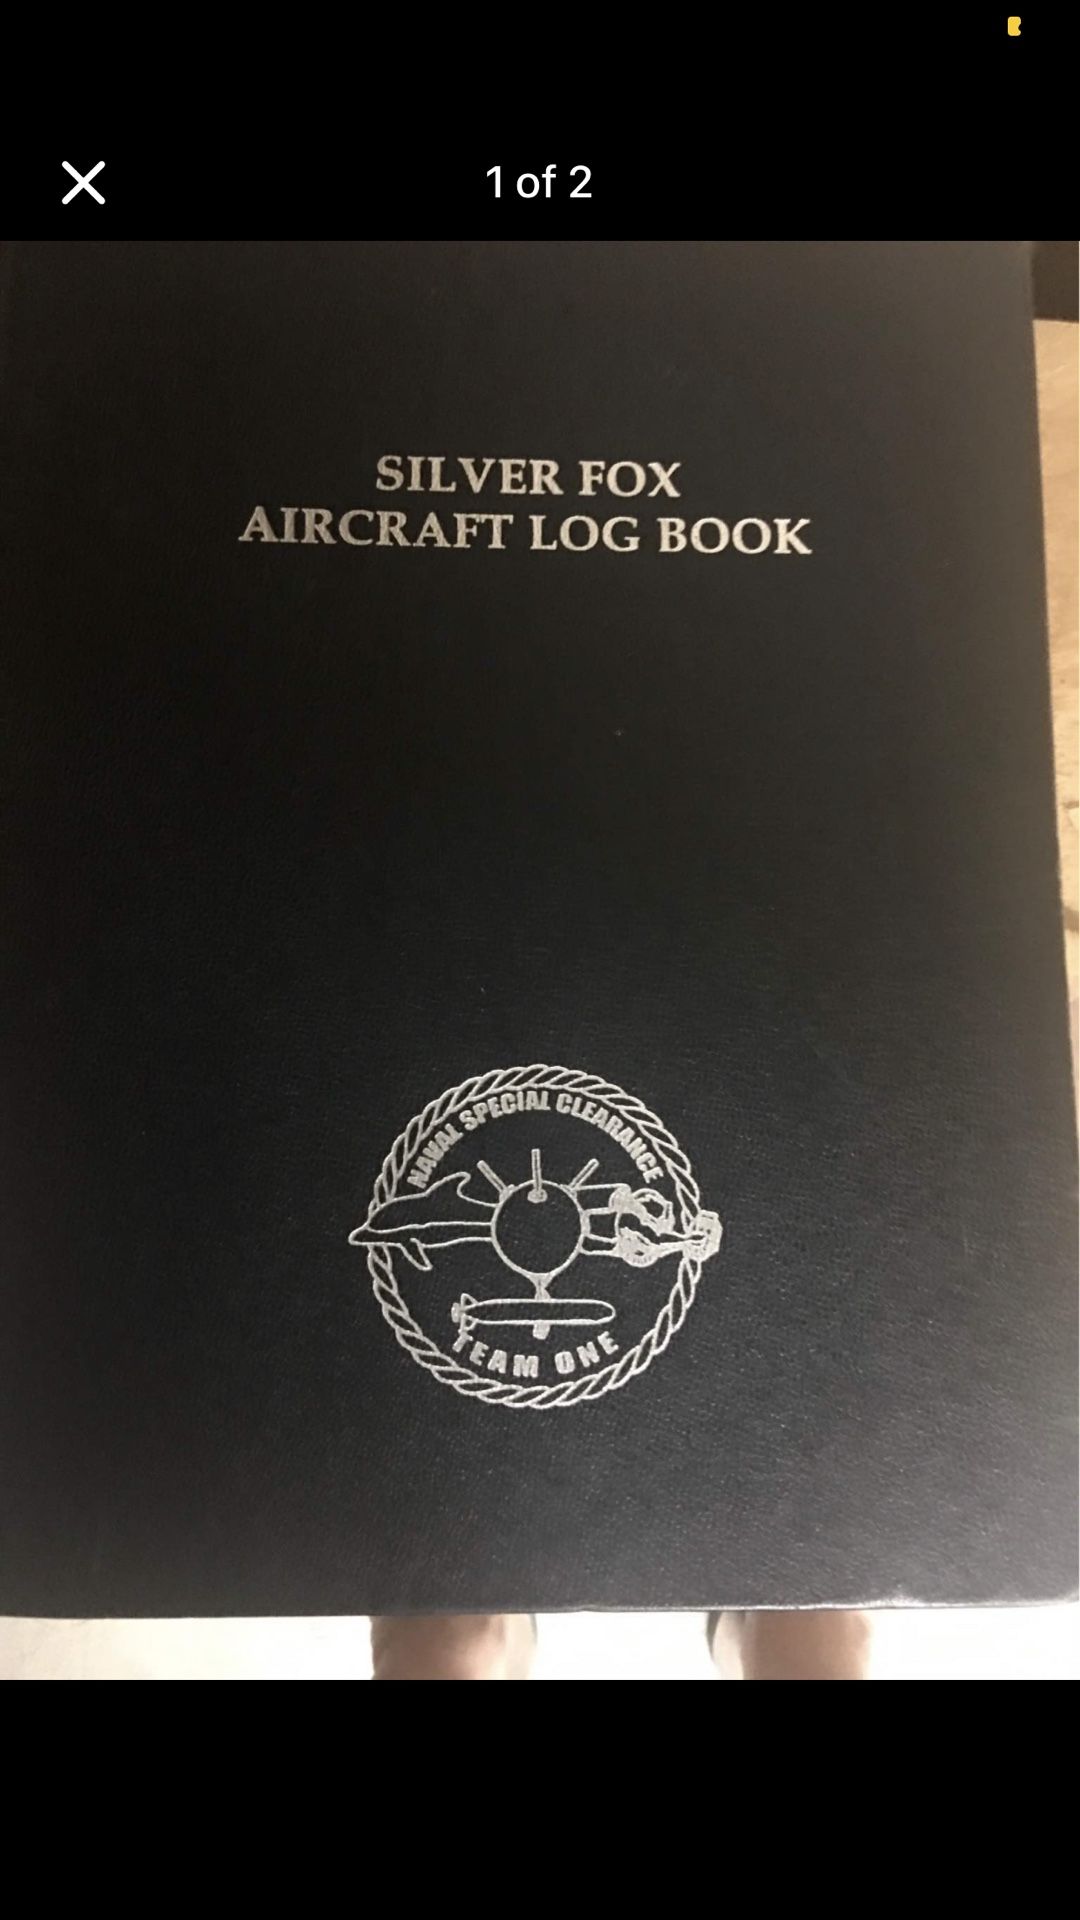 1 of 2
SILVER FOX
AIRCRAFT LOG BOOK
NAVAL SPECIAL CLEARANCE
TEAM ONE